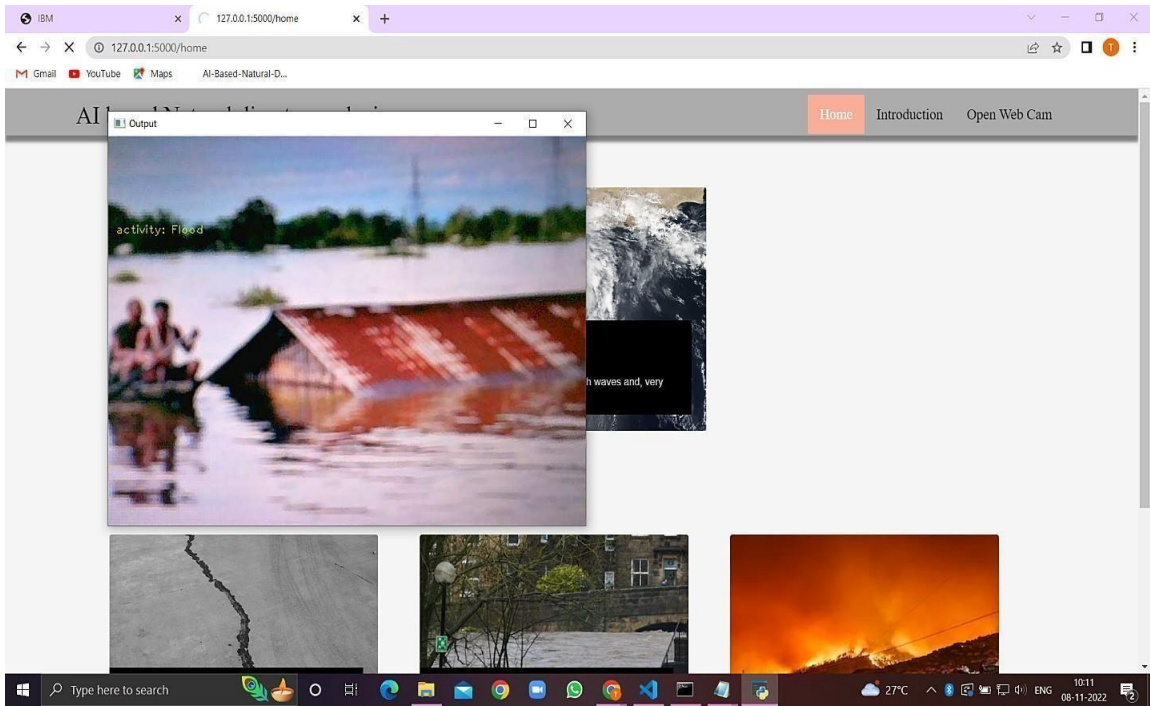 IBM
127.0.0.1:5000/home
127.0.0.1:5000/home
Gmail YouTube Maps AI-Based-Natural-D...
AI
Home Introduction Open Web Cam
Output
activity: Flood
h waves and, very
Type here to search
27°C ENG 10:11
08-11-2022
2